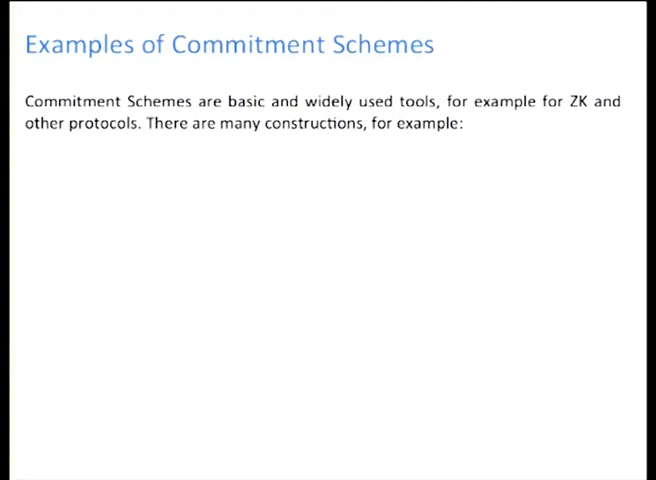 Examples of Commitment Schemes
Commitment Schemes are basic and widely used tools, for example for ZK and
other protocols. There are many constructions, for example: